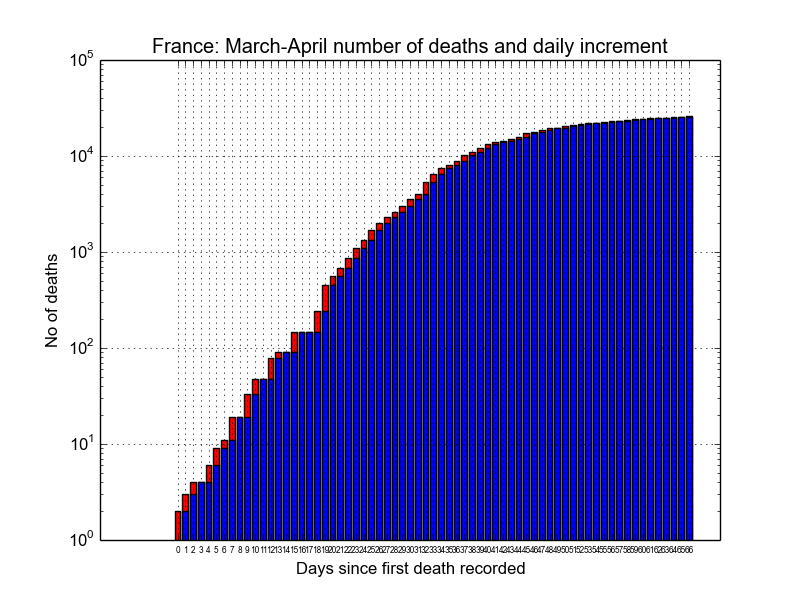 France: March-April number of deaths and daily increment
10^5
10^4
10^3
10^2
10^1
10^0
No of deaths
0 1 2 3 4 5 6 7 8 9 10 11 12 13 14 15 16 17 18 19 20 21 22 23 24 25 26 27 28 29 30 31 32 33 34 35 36 37 38 39 40 41 42 43 44 45 46 47 48 49 50 51 52 53 54 55 56 57 58 59 60 61 62 63 64 65 66
Days since first death recorded